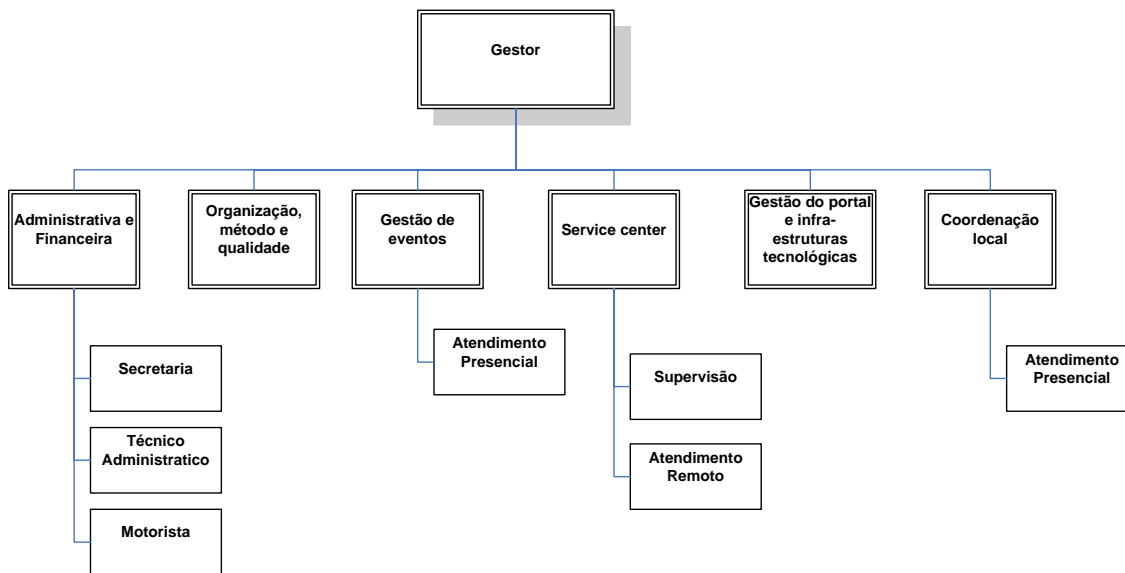 Gestor
Administrativa e
Financeira
Organização,
método e
qualidade
Gestão de
eventos
Service center
Gestão do portal
e infra-
estruturas
tecnológicas
Coordenação
local
Secretaria
Técnico
Administratico
Motorista
Atendimento
Presencial
Supervisão
Atendimento
Remoto
Atendimento
Presencial